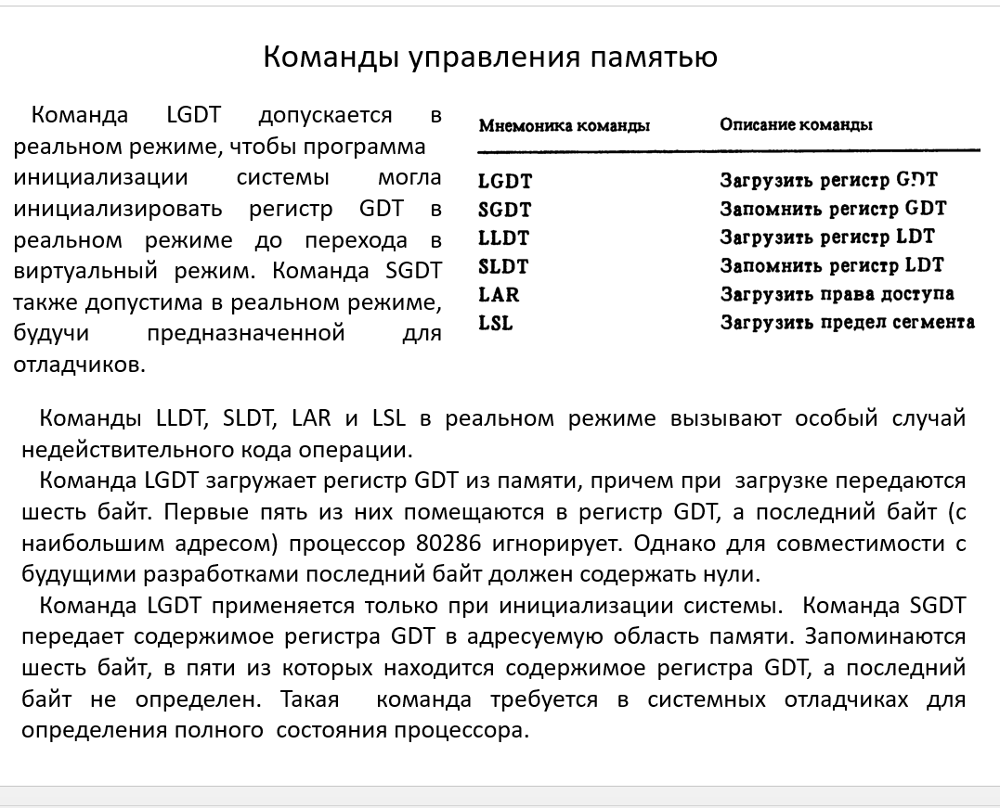 Команды управления памятью
Команда LGDT допускается в
реальном режиме, чтобы программа
инициализации системы могла
инициализировать регистр GDT в
реальном режиме до перехода в
виртуальный режим. Команда SGDT
также допустима в реальном режиме,
будучи предназначенной для
отладчиков.
Мнемоника команды Описание команды
LGDT Загрузить регистр GDT
SGDT Запомнить регистр GDT
LLDT Загрузить регистр LDT
SLDT Запомнить регистр LDT
LAR Загрузить права доступа
LSL Загрузить предел сегмента
Команды LLDT, SLDT, LAR и LSL в реальном режиме вызывают особый случай
недействительного кода операции.
Команда LGDT загружает регистр GDT из памяти, причем при загрузке передаются
шесть байт. Первые пять из них помещаются в регистр GDT, а последний байт (с
наибольшим адресом) процессор 80286 игнорирует. Однако для совместимости с
будущими разработками последний байт должен содержать нули.
Команда LGDT применяется только при инициализации системы. Команда SGDT
передает содержимое регистра GDT в адресуемую область памяти. Запоминаются
шесть байт, в пяти из которых находится содержимое регистра GDT, а последний
байт не определен. Такая команда требуется в системных отладчиках для
определения полного состояния процессора.